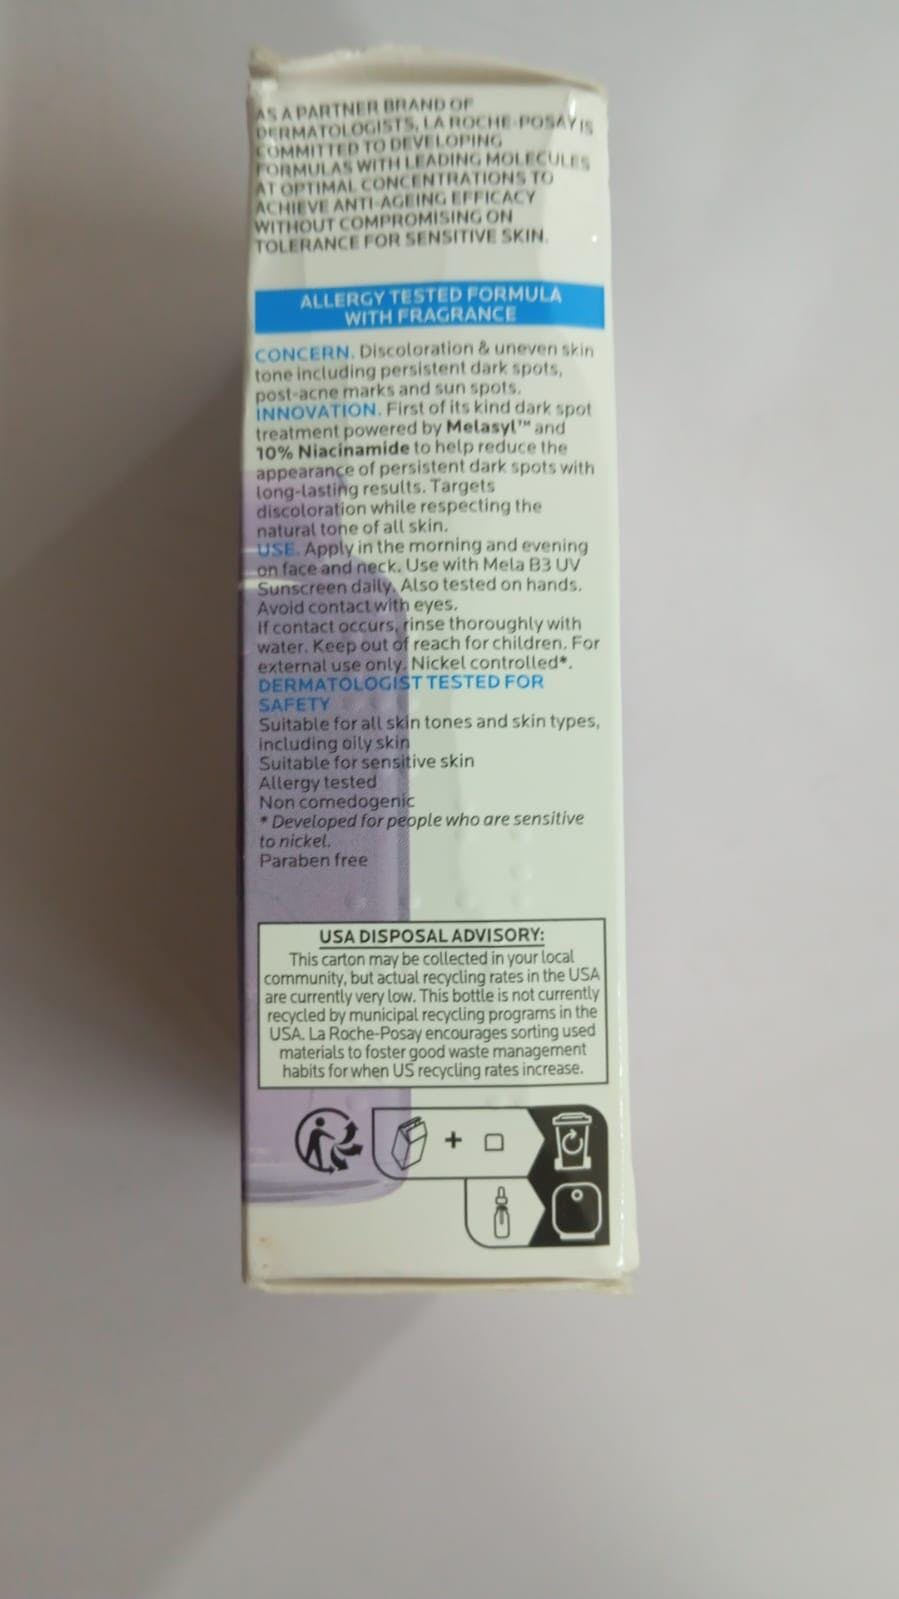 AS A PARTNER BRAND OF
DERMATOLOGISTS, LA ROCHE-POSAY IS
COMMITTED TO DEVELOPING
FORMULAS WITH LEADING MOLECULES
AT OPTIMAL CONCENTRATIONS TO
ACHIEVE ANTI-AGEING EFFICACY
WITHOUT COMPROMISING ON
TOLERANCE FOR SENSITIVE SKIN.
ALLERGY TESTED FORMULA
WITH FRAGRANCE
CONCERN. Discoloration & uneven skin
tone including persistent dark spots,
post-acne marks and sun spots.
INNOVATION. First of its kind dark spot
treatment powered by Melasyl™ and
10% Niacinamide to help reduce the
appearance of persistent dark spots with
long-lasting results. Targets
discoloration while respecting the
natural tone of all skin.
USE. Apply in the morning and evening
on face and neck. Use with Mela B3 UV
Sunscreen daily. Also tested on hands.
Avoid contact with eyes.
If contact occurs, rinse thoroughly with
water. Keep out of reach for children. For
external use only. Nickel controlled*.
DERMATOLOGIST TESTED FOR
SAFETY
Suitable for all skin tones and skin types,
including oily skin
Suitable for sensitive skin
Allergy tested
Non comedogenic
* Developed for people who are sensitive
to nickel.
Paraben free
USA DISPOSAL ADVISORY:
This carton may be collected in your local
community, but actual recycling rates in the USA
are currently very low. This bottle is not currently
recycled by municipal recycling programs in the
USA. La Roche-Posay encourages sorting used
materials to foster good waste management
habits for when US recycling rates increase.
+